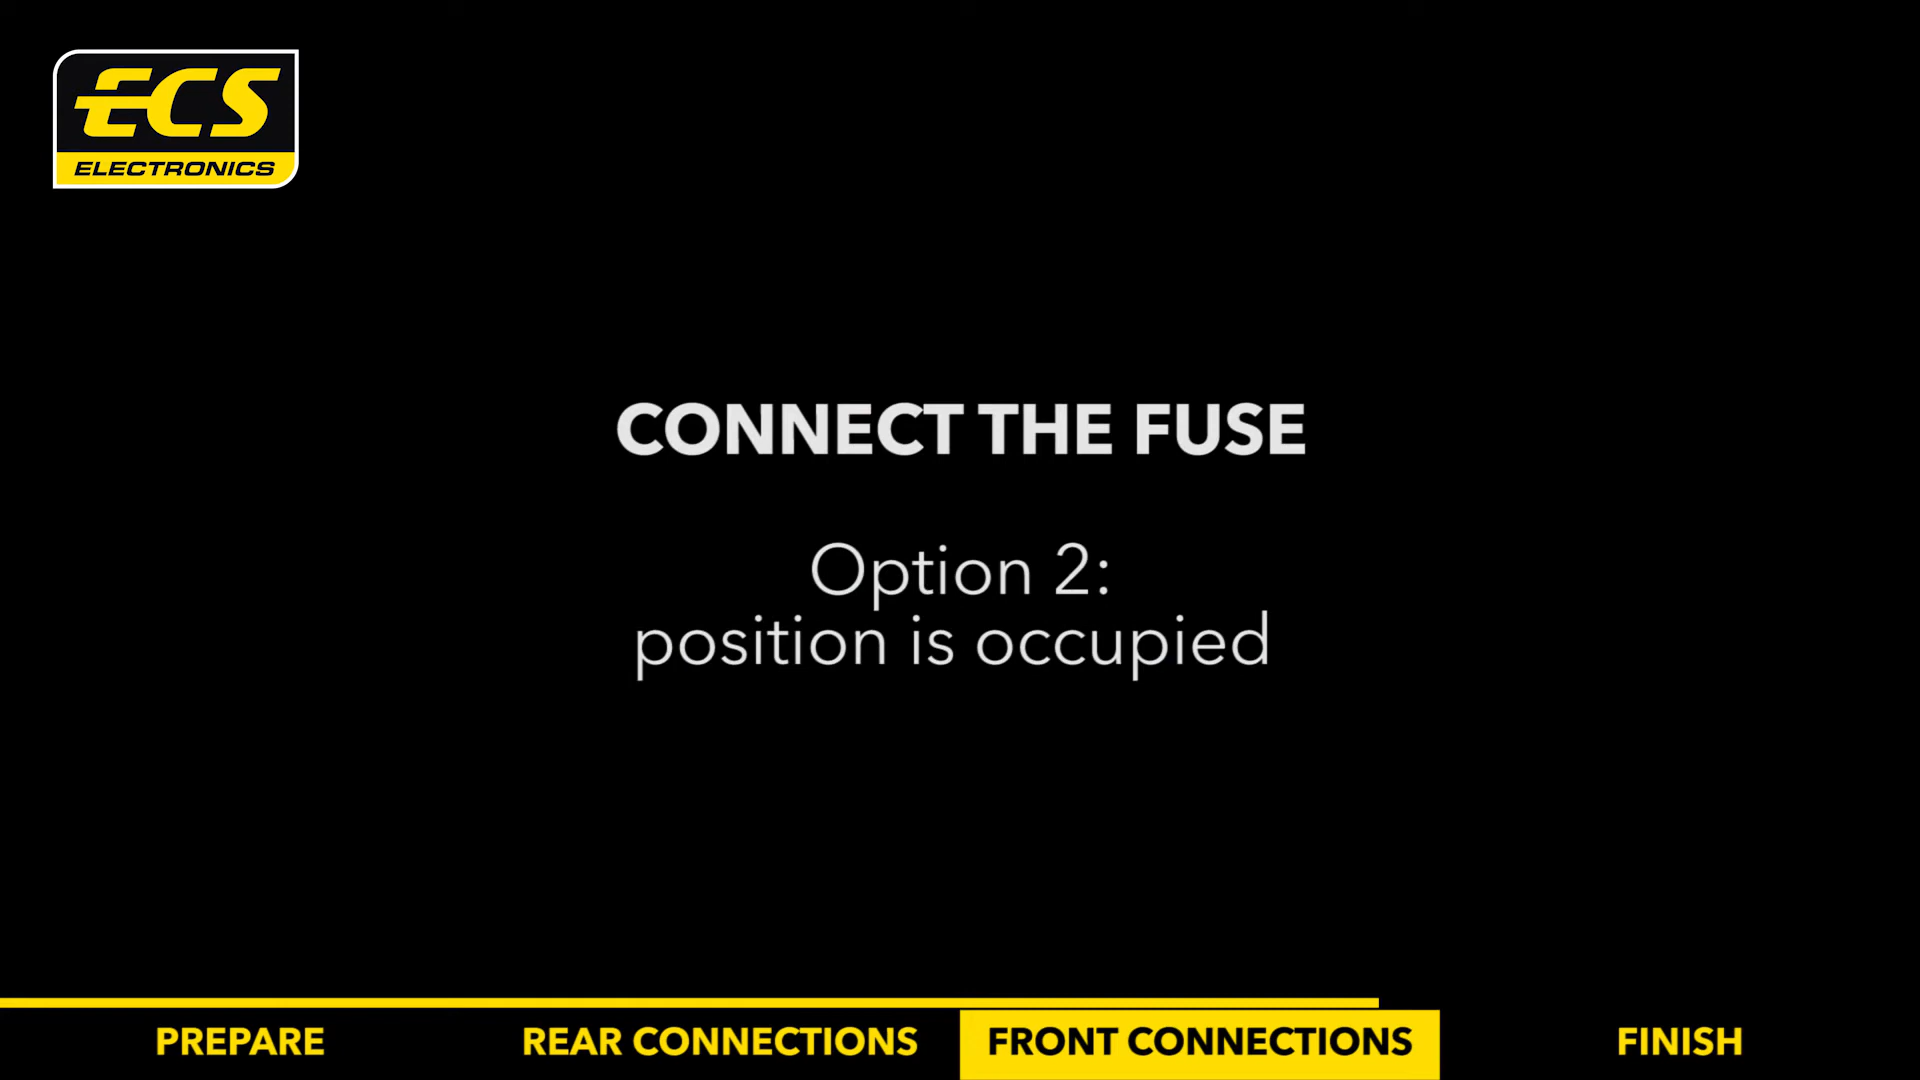 ECS
ELECTRONICS
CONNECT THE FUSE
Option 2:
position is occupied
PREPARE
REAR CONNECTIONS
FRONT CONNECTIONS
FINISH